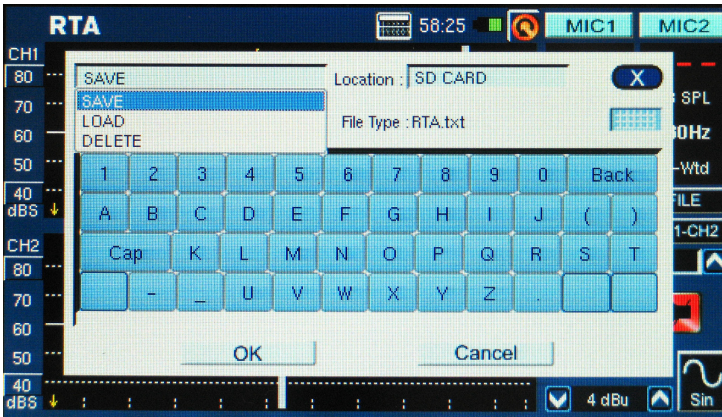 RTA 58:25 MIC1 MIC2
CH1
80
70
60
50
40
dBS
SAVE
SAVE
LOAD
DELETE
Location : SD CARD
X
File Type : RTA.txt
1 2 3 4 5 6 7 8 9 0 Back
A B C D E F G H I J ( )
Cap K L M N O P Q R S T
- _ U V W X Y Z .
OK Cancel
SPL
0Hz
-Wtd
FILE
1-CH2
CH2
80
70
60
50
40
dBS
4 dBu
Sin